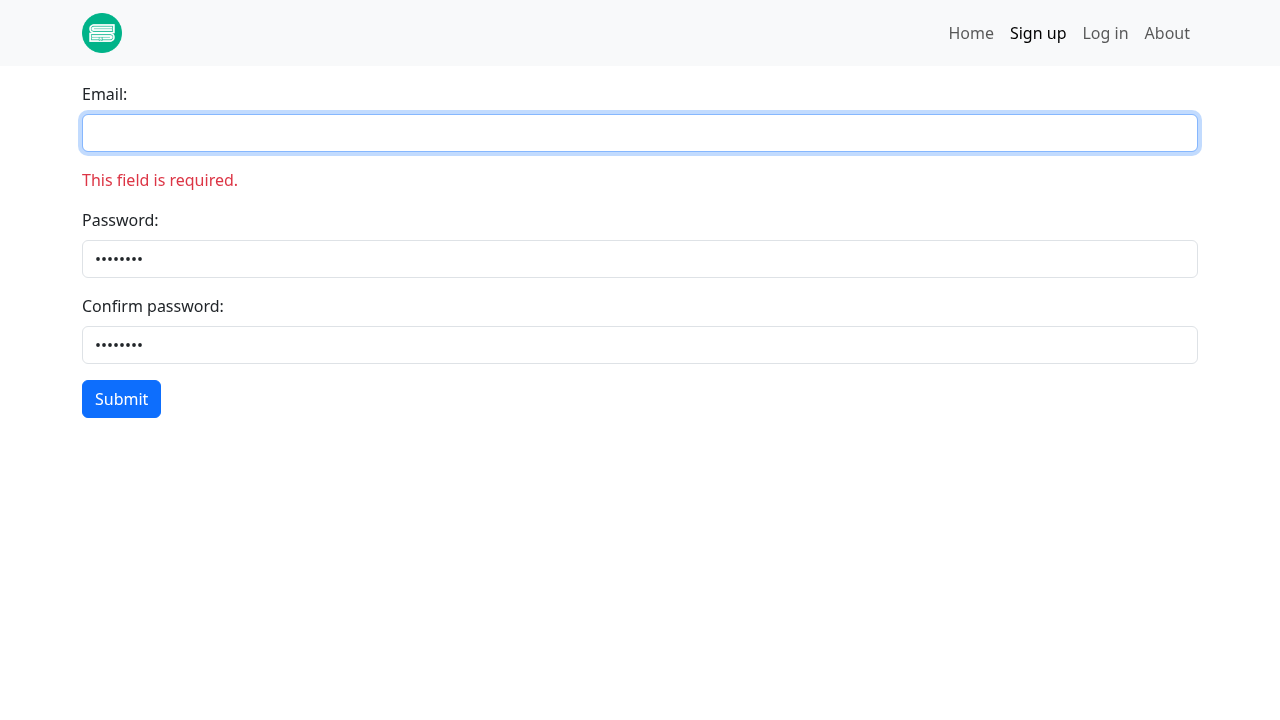 Home Sign up Log in About
Email:
This field is required.
Password:
••••••••
Confirm password:
••••••••
Submit